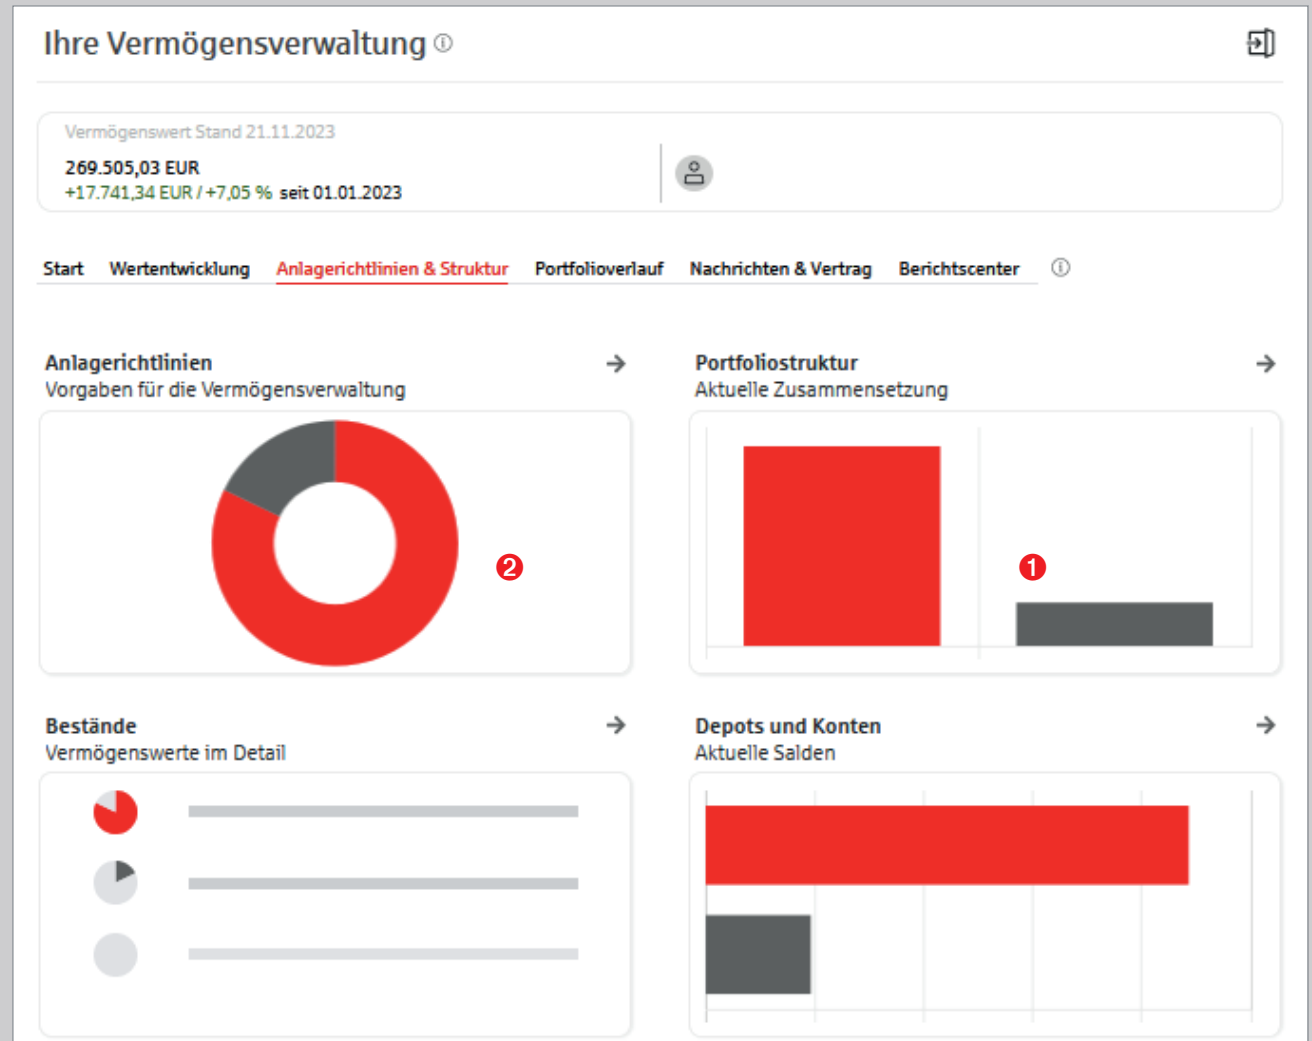 Ihre Vermögensverwaltung
Vermögenswert Stand 21.11.2023
269.505,03 EUR
+17.741,34 EUR / +7,05 % seit 01.01.2023
Start Wertentwicklung Anlagerichtlinien & Struktur Portfolioverlauf Nachrichten & Vertrag Berichtscenter
Anlagerichtlinien
Vorgaben für die Vermögensverwaltung
2
Portfoliostruktur
Aktuelle Zusammensetzung
1
Bestände
Vermögenswerte im Detail
Depots und Konten
Aktuelle Salden